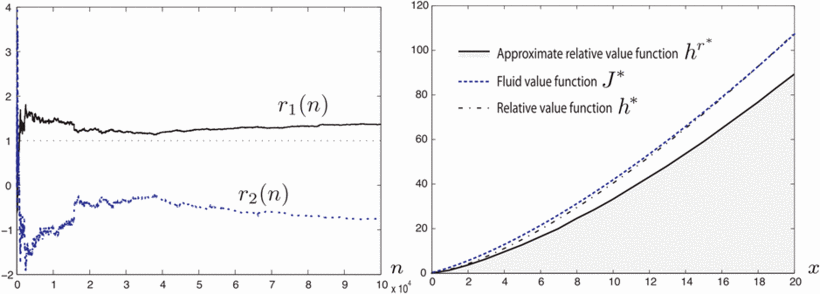 4
3
2
1
0
−1
−2
r₁(n)
r₂(n)
0 1 2 3 4 5 6 7 8 9 10 n
x 10⁴
120
100
80
60
40
20
0
Approximate relative value function hʳ*
Fluid value function J*
Relative value function h*
0 2 4 6 8 10 12 14 16 18 20 x